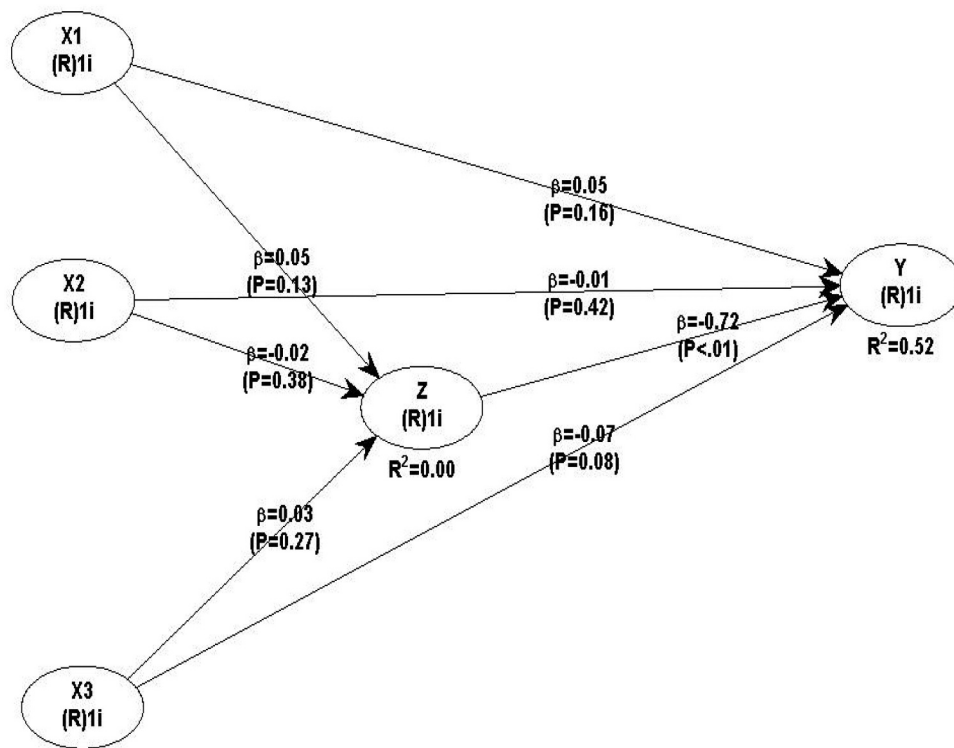 X1
(R)1i
β=0.05
(P=0.16)
β=0.05
(P=0.13)
X2
(R)1i
β=-0.01
(P=0.42)
Y
(R)1i
R²=0.52
β=-0.02
(P=0.38)
β=-0.72
(P<.01)
Z
(R)1i
R²=0.00
β=-0.07
(P=0.08)
β=0.03
(P=0.27)
X3
(R)1i